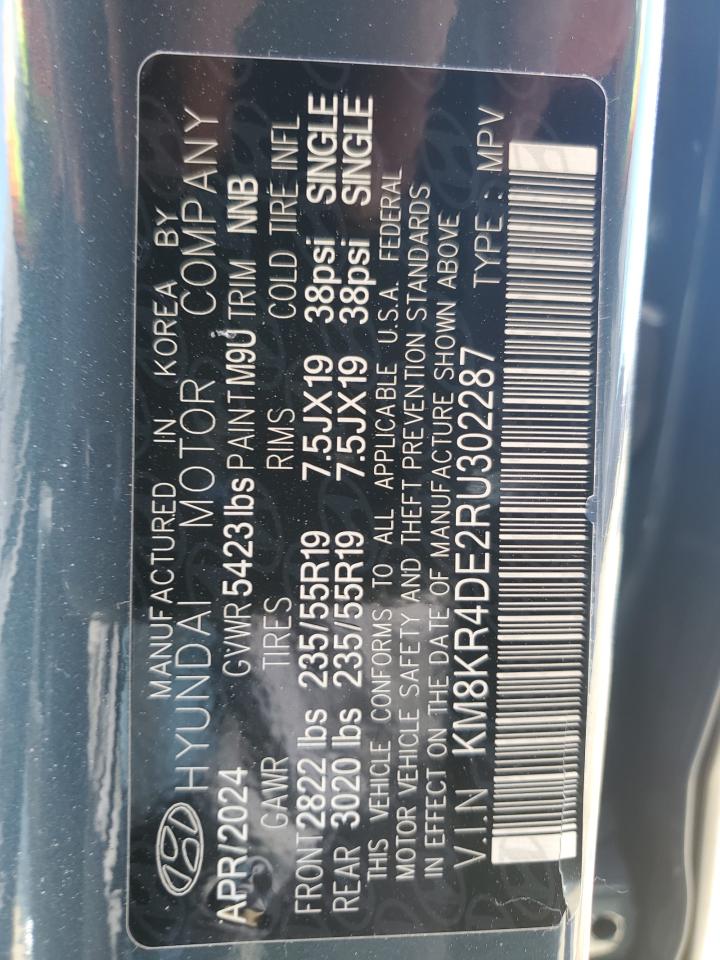 MANUFACTURED IN KOREA BY
HYUNDAI MOTOR COMPANY
APR/2024 GVWR 5423 lbs PAINT M9U TRIM NNB
GAWR TIRES RIMS COLD TIRE INFL
FRONT 2822 lbs 235/55R19 7.5JX19 38psi SINGLE
REAR 3020 lbs 235/55R19 7.5JX19 38psi SINGLE
THIS VEHICLE CONFORMS TO ALL APPLICABLE U.S.A. FEDERAL
MOTOR VEHICLE SAFETY AND THEFT PREVENTION STANDARDS
IN EFFECT ON THE DATE OF MANUFACTURE SHOWN ABOVE
V.I.N KM8KR4DE2RU302287 TYPE : MPV